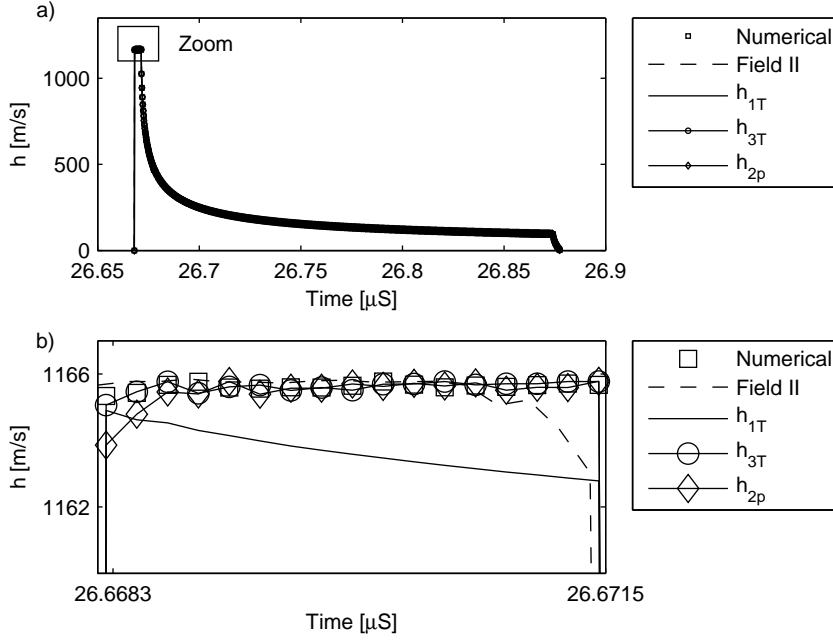 a)
Zoom
1000
500
0
h [m/s]
26.65
26.7
26.75
26.8
26.85
26.9
Time [μS]
Numerical
Field II
h1T
h3T
h2p
b)
1166
1162
h [m/s]
26.6683
26.6715
Time [μS]
Numerical
Field II
h1T
h3T
h2p